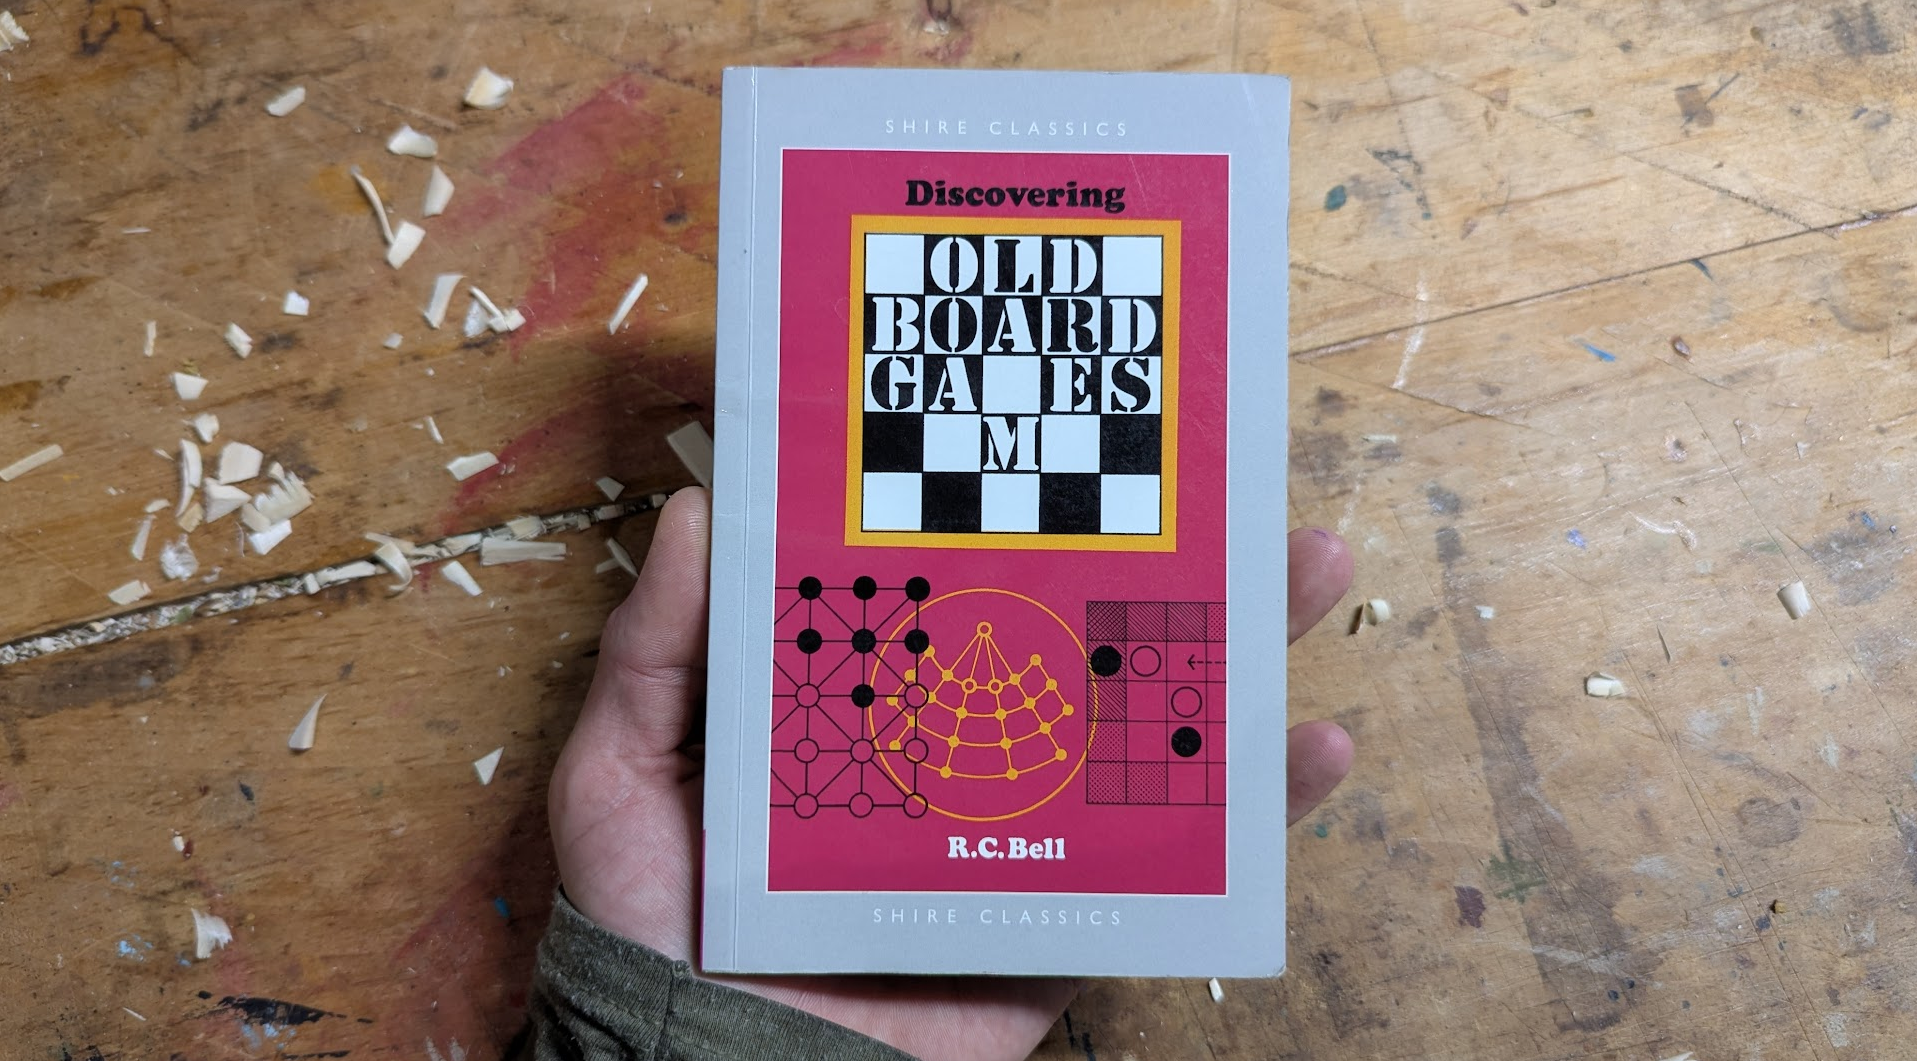 SHIRE CLASSICS
Discovering
OLD
BOARD
GA ES
M
R.C.Bell
SHIRE CLASSICS